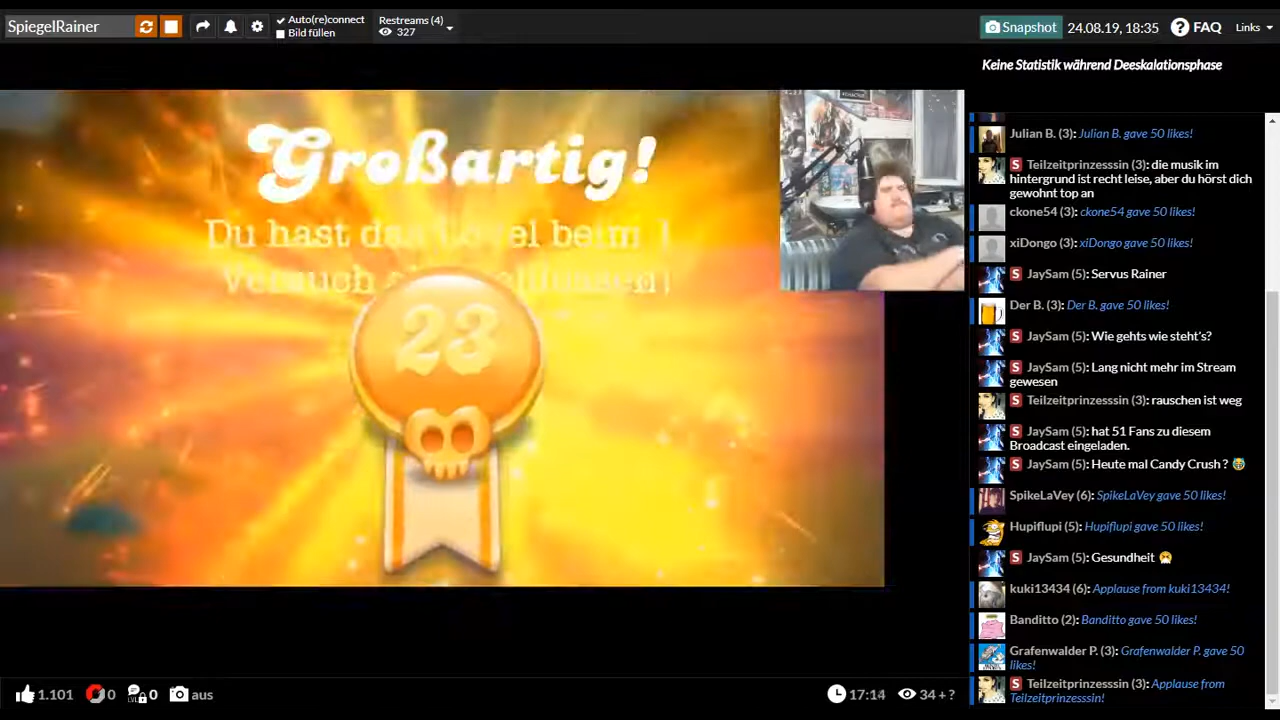 SpiegelRainer
Auto(re)connect
Bild füllen
Restreams (4)
327
Snapshot
24.08.19, 18:35
FAQ
Links
Keine Statistik während Deeskalationsphase
Großartig!
Du hast das Level beim 1.
Versuch
23
Julian B. (3): Julian B. gave 50 likes!
S Teilzeitprinzesssin (3): die musik im
hintergrund ist recht leise, aber du hörst dich
gewohnt top an
ckone54 (3): ckone54 gave 50 likes!
xiDongo (3): xiDongo gave 50 likes!
S JaySam (5): Servus Rainer
Der B. (3): Der B. gave 50 likes!
S JaySam (5): Wie gehts wie steht's?
S JaySam (5): Lang nicht mehr im Stream
gewesen
S Teilzeitprinzesssin (3): rauschen ist weg
S JaySam (5): hat 51 Fans zu diesem
Broadcast eingeladen.
S JaySam (5): Heute mal Candy Crush ? 😭
SpikeLaVey (6): SpikeLaVey gave 50 likes!
Hupiflupi (5): Hupiflupi gave 50 likes!
S JaySam (5): Gesundheit
kuki13434 (6): Applause from kuki13434!
Banditto (2): Banditto gave 50 likes!
Grafenwalder P. (3): Grafenwalder P. gave 50
likes!
S Teilzeitprinzesssin (3): Applause from
Teilzeitprinzesssin!
1.101
0
LVL
0
aus
17:14
34 + ?